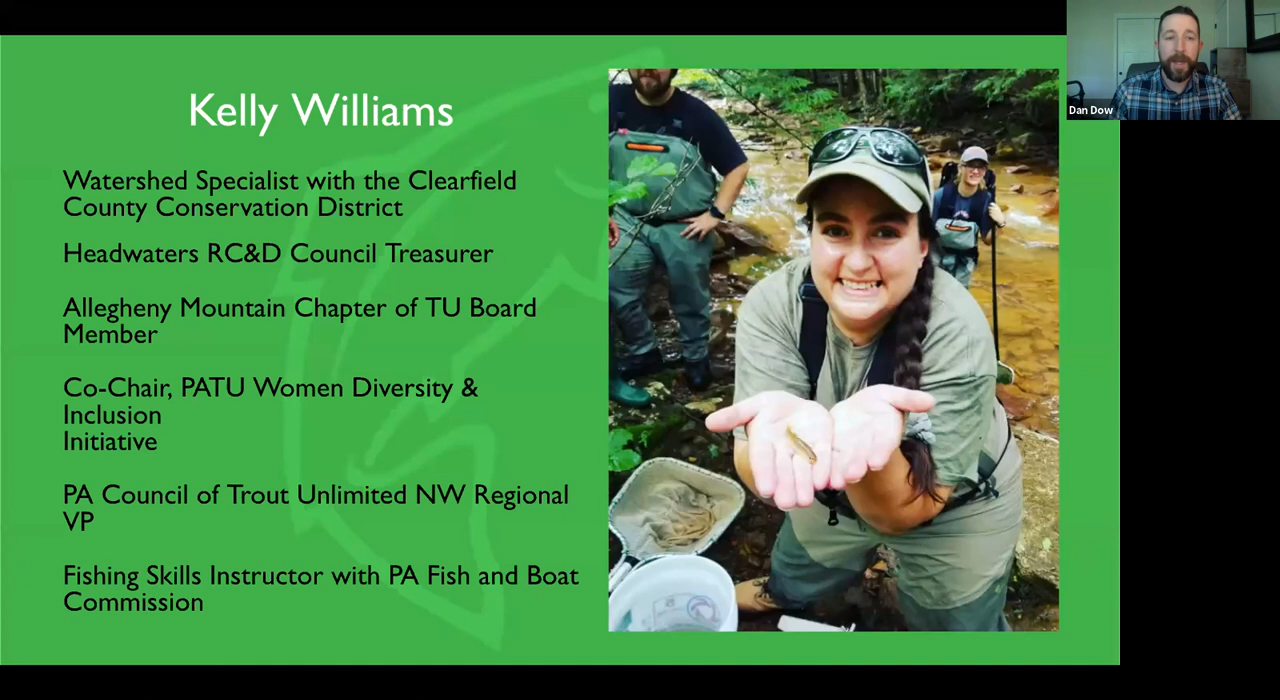 Kelly Williams
Watershed Specialist with the Clearfield
County Conservation District
Headwaters RC&D Council Treasurer
Allegheny Mountain Chapter of TU Board
Member
Co-Chair, PATU Women Diversity &
Inclusion
Initiative
PA Council of Trout Unlimited NW Regional
VP
Fishing Skills Instructor with PA Fish and Boat
Commission
Dan Dow